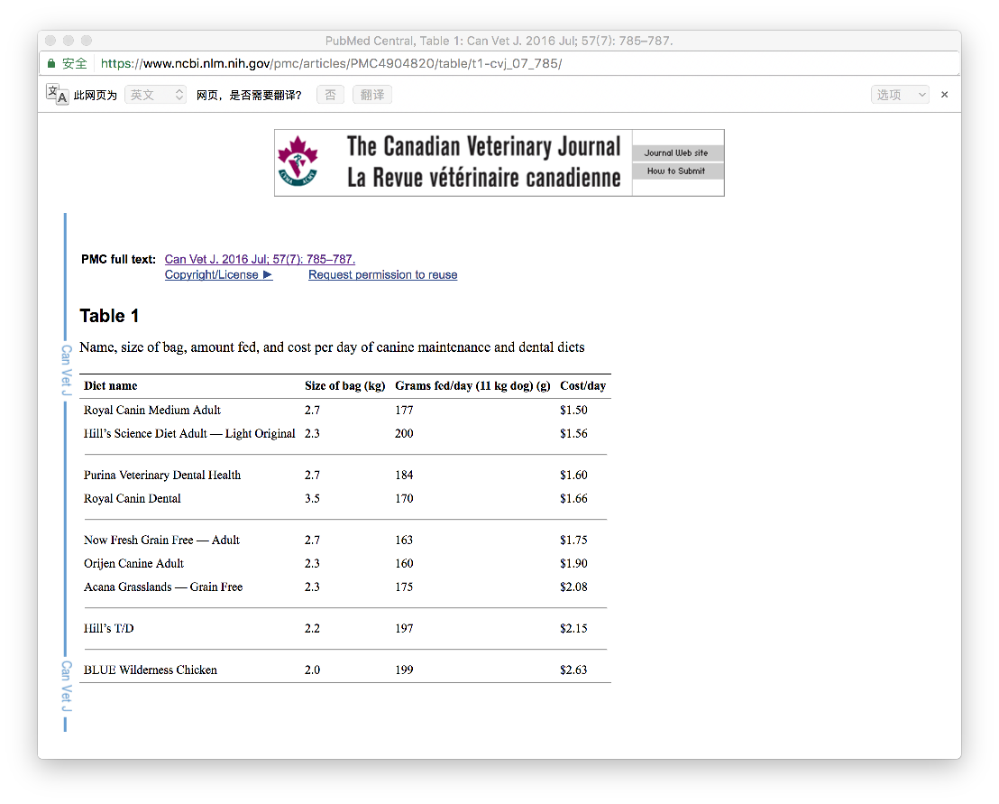 PubMed Central, Table 1: Can Vet J. 2016 Jul; 57(7): 785–787.
安全 https://www.ncbi.nlm.nih.gov/pmc/articles/PMC4904820/table/t1-cvj_07_785/
文A 此网页为 英文 网页，是否需要翻译? 否 翻译 选项 ×
The Canadian Veterinary Journal
La Revue vétérinaire canadienne
Journal Web site
How to Submit
PMC full text: Can Vet J. 2016 Jul; 57(7): 785–787.
Copyright/License ► Request permission to reuse
Table 1
Name, size of bag, amount fed, and cost per day of canine maintenance and dental diets
Diet name Size of bag (kg) Grams fed/day (11 kg dog) (g) Cost/day
Royal Canin Medium Adult 2.7 177 $1.50
Hill’s Science Diet Adult — Light Original 2.3 200 $1.56
Purina Veterinary Dental Health 2.7 184 $1.60
Royal Canin Dental 3.5 170 $1.66
Now Fresh Grain Free — Adult 2.7 163 $1.75
Orijen Canine Adult 2.3 160 $1.90
Acana Grasslands — Grain Free 2.3 175 $2.08
Hill’s T/D 2.2 197 $2.15
BLUE Wilderness Chicken 2.0 199 $2.63
Can Vet J
Can Vet J